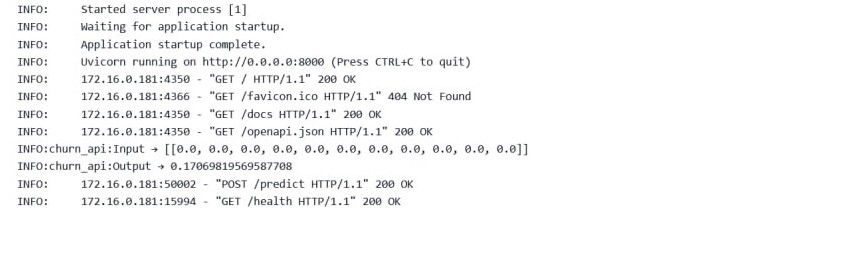 INFO:     Started server process [1]
INFO:     Waiting for application startup.
INFO:     Application startup complete.
INFO:     Uvicorn running on http://0.0.0.0:8000 (Press CTRL+C to quit)
INFO:     172.16.0.181:4350 - "GET / HTTP/1.1" 200 OK
INFO:     172.16.0.181:4366 - "GET /favicon.ico HTTP/1.1" 404 Not Found
INFO:     172.16.0.181:4350 - "GET /docs HTTP/1.1" 200 OK
INFO:     172.16.0.181:4350 - "GET /openapi.json HTTP/1.1" 200 OK
INFO:churn_api:Input → [[0.0, 0.0, 0.0, 0.0, 0.0, 0.0, 0.0, 0.0, 0.0, 0.0, 0.0]]
INFO:churn_api:Output → 0.17069819569587708
INFO:     172.16.0.181:50002 - "POST /predict HTTP/1.1" 200 OK
INFO:     172.16.0.181:15994 - "GET /health HTTP/1.1" 200 OK